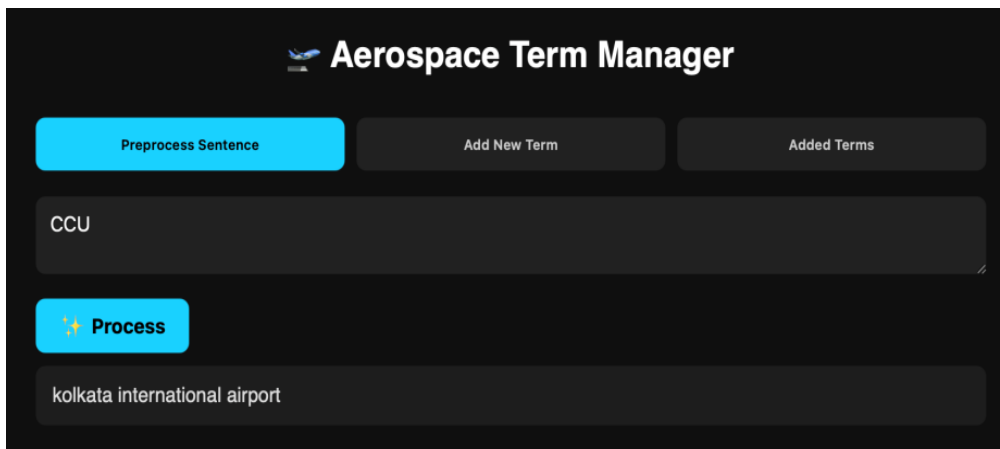 🛫 Aerospace Term Manager
Preprocess Sentence
Add New Term
Added Terms
CCU
✨ Process
kolkata international airport